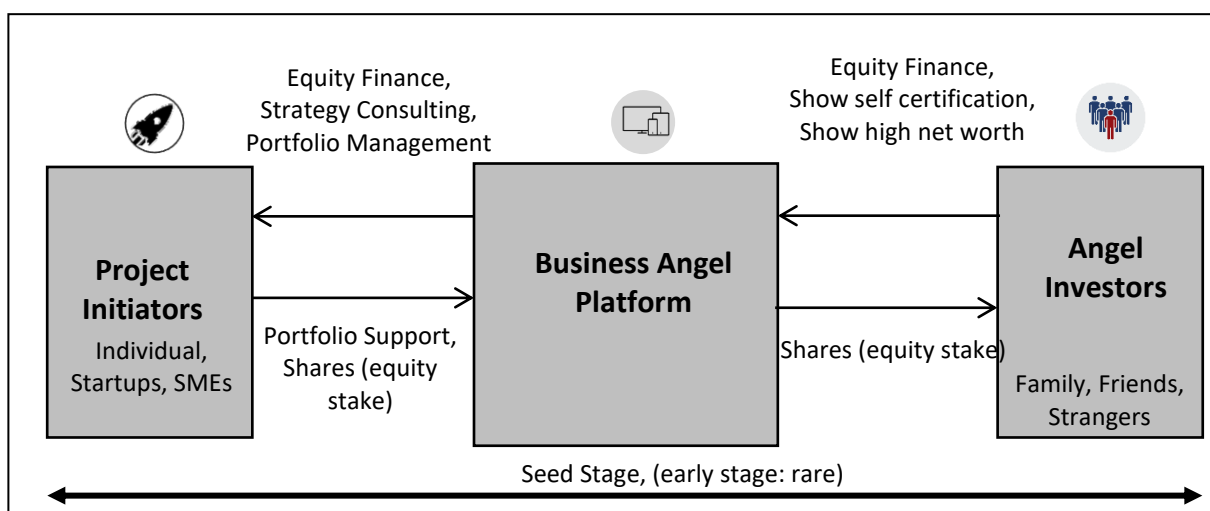 Equity Finance,
Strategy Consulting,
Portfolio Management
Equity Finance,
Show self certification,
Show high net worth
Project
Initiators
Individual,
Startups, SMEs
Portfolio Support,
Shares (equity
stake)
Business Angel
Platform
Shares (equity stake)
Angel
Investors
Family, Friends,
Strangers
Seed Stage, (early stage: rare)